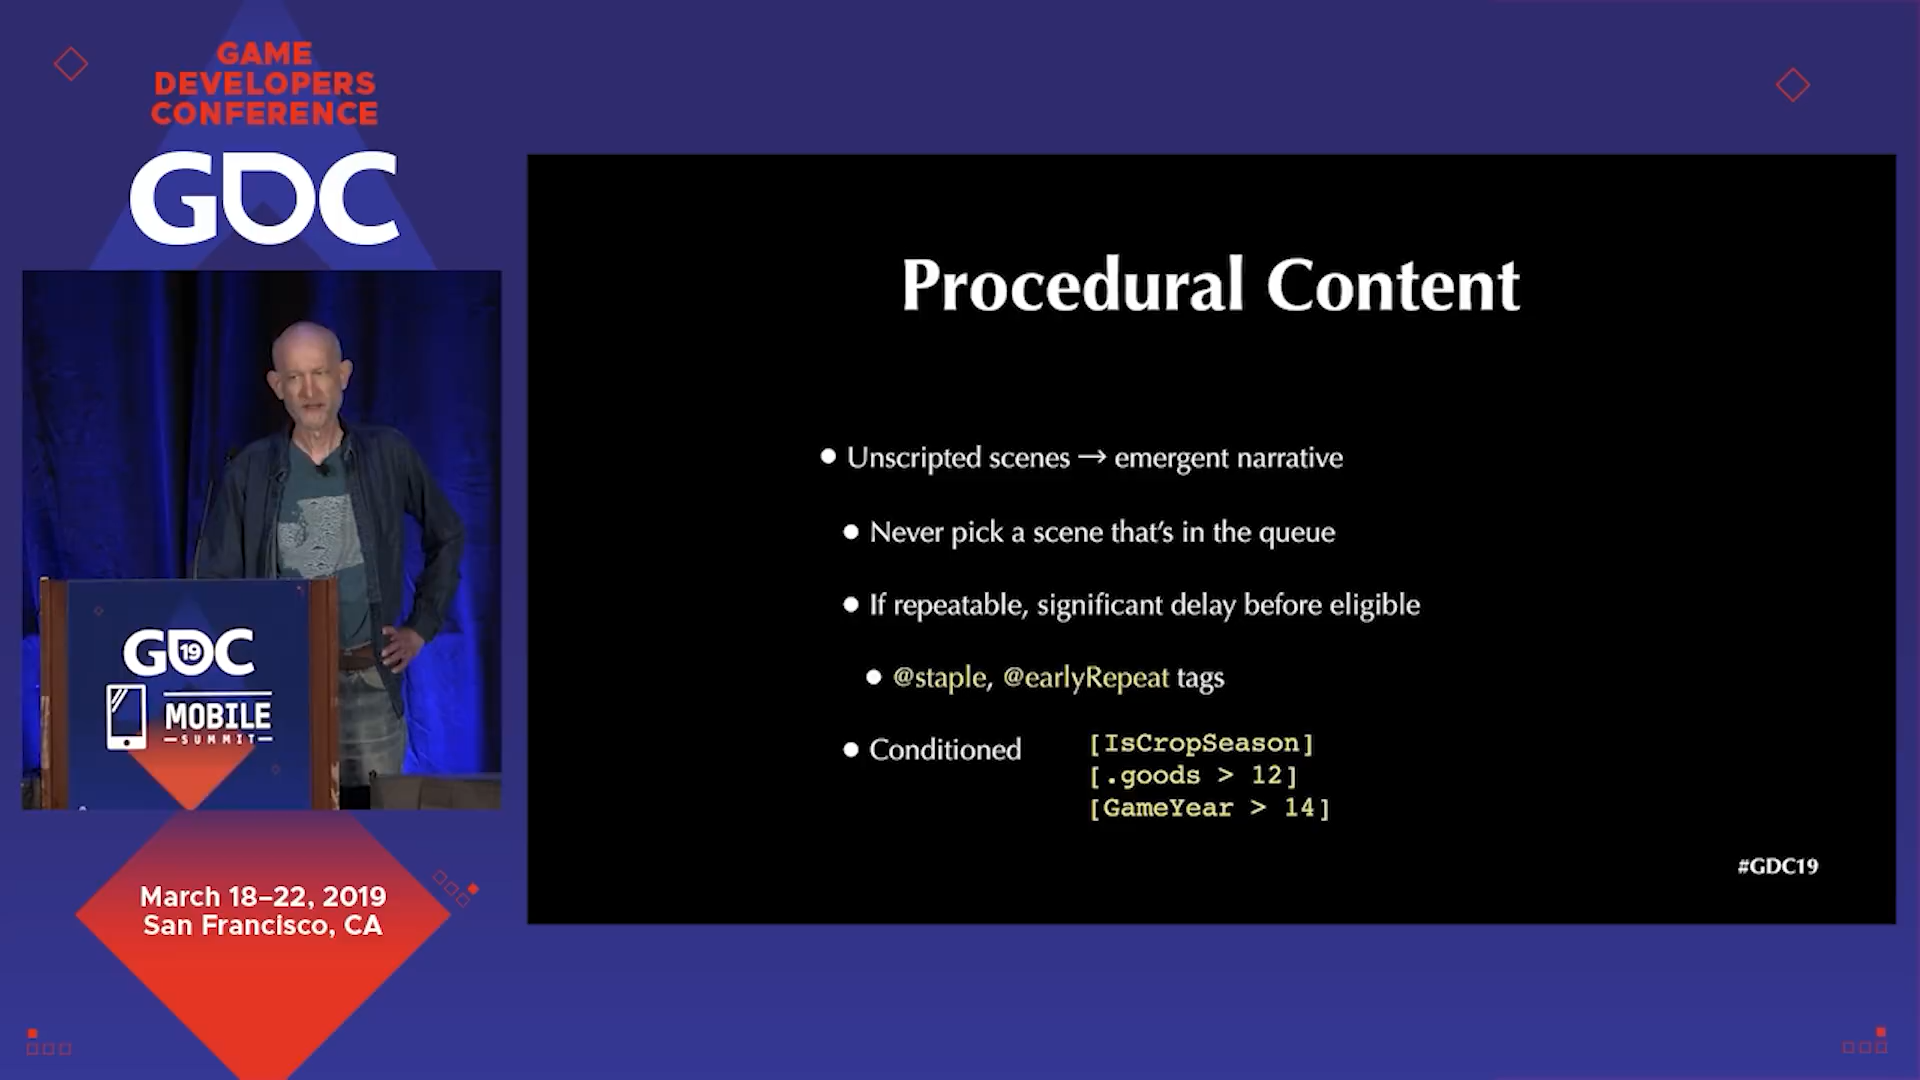 GAME
DEVELOPERS
CONFERENCE
GDC
GDC
19
MOBILE
SUMMIT
March 18–22, 2019
San Francisco, CA
Procedural Content
Unscripted scenes → emergent narrative
Never pick a scene that's in the queue
If repeatable, significant delay before eligible
@staple, @earlyRepeat tags
Conditioned
[IsCropSeason]
[.goods > 12]
[GameYear > 14]
#GDC19